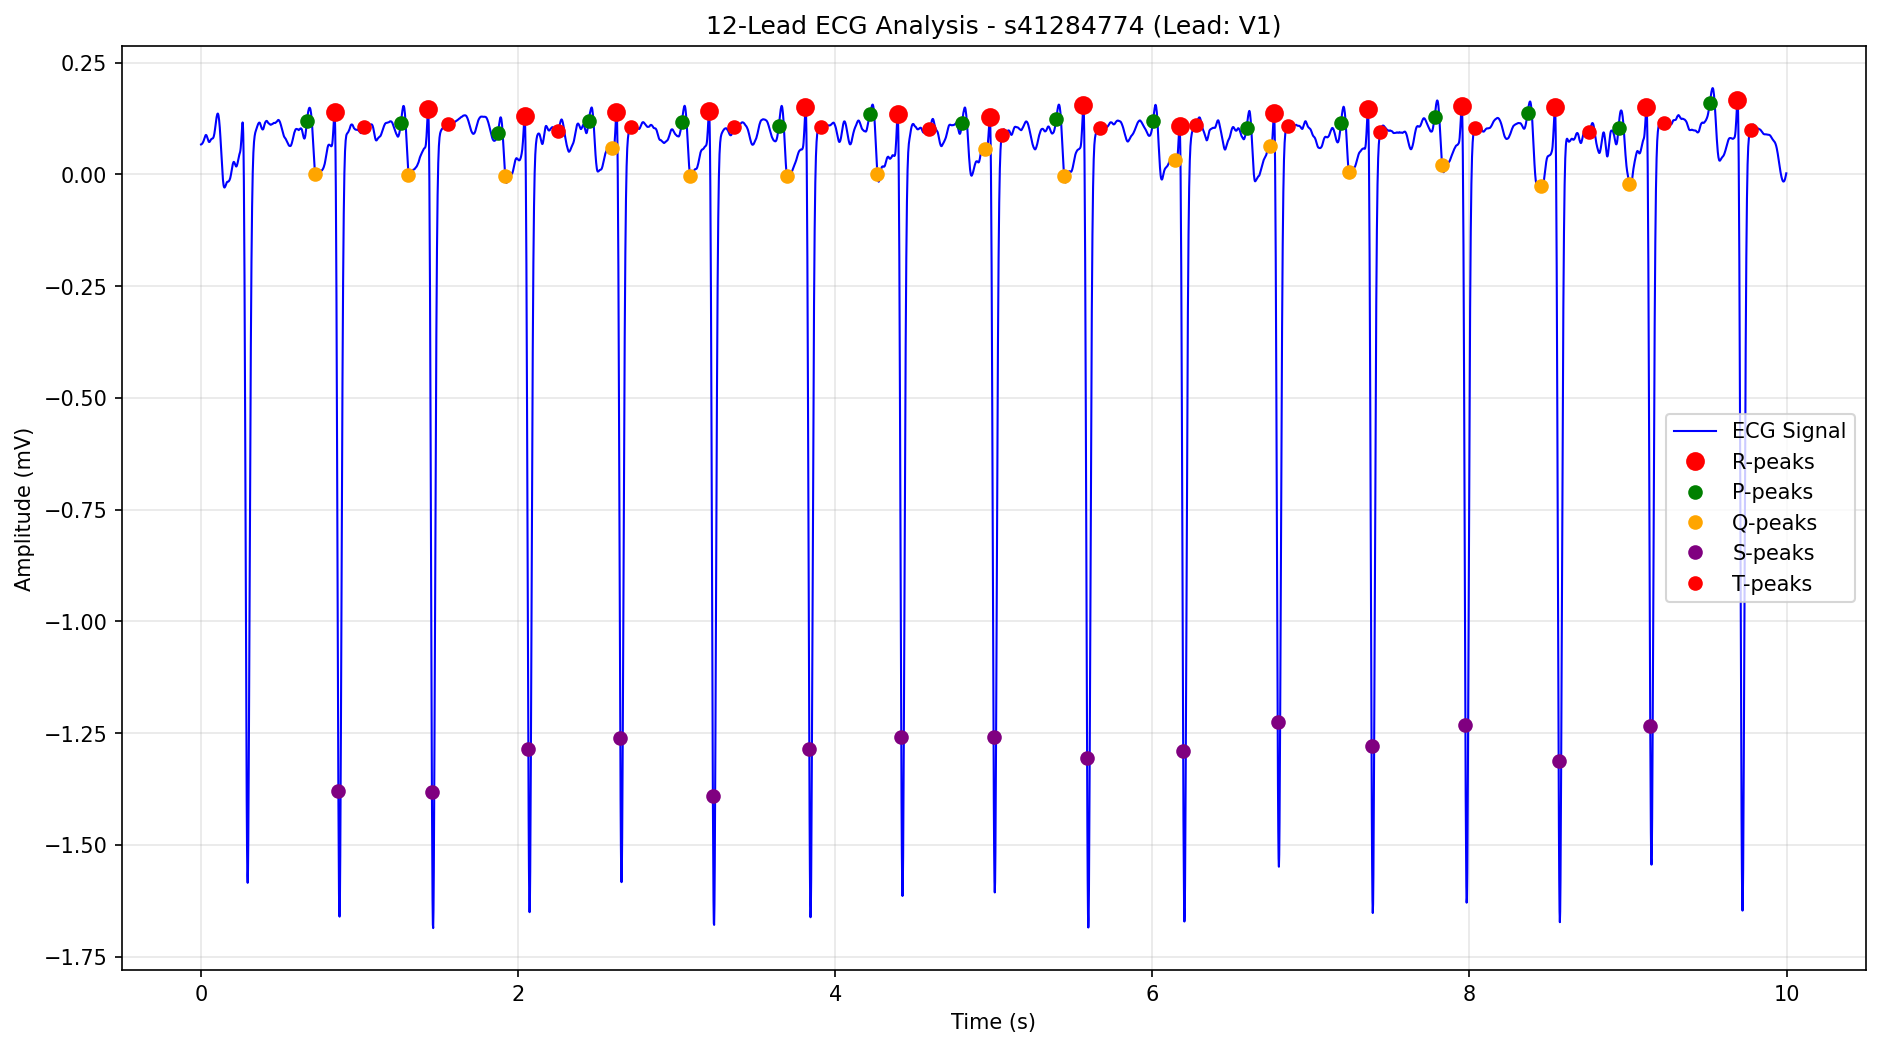 12-Lead ECG Analysis - s41284774 (Lead: V1)
Amplitude (mV)
0.25
0.00
−0.25
−0.50
−0.75
−1.00
−1.25
−1.50
−1.75
ECG Signal
R-peaks
P-peaks
Q-peaks
S-peaks
T-peaks
0 2 4 6 8 10
Time (s)